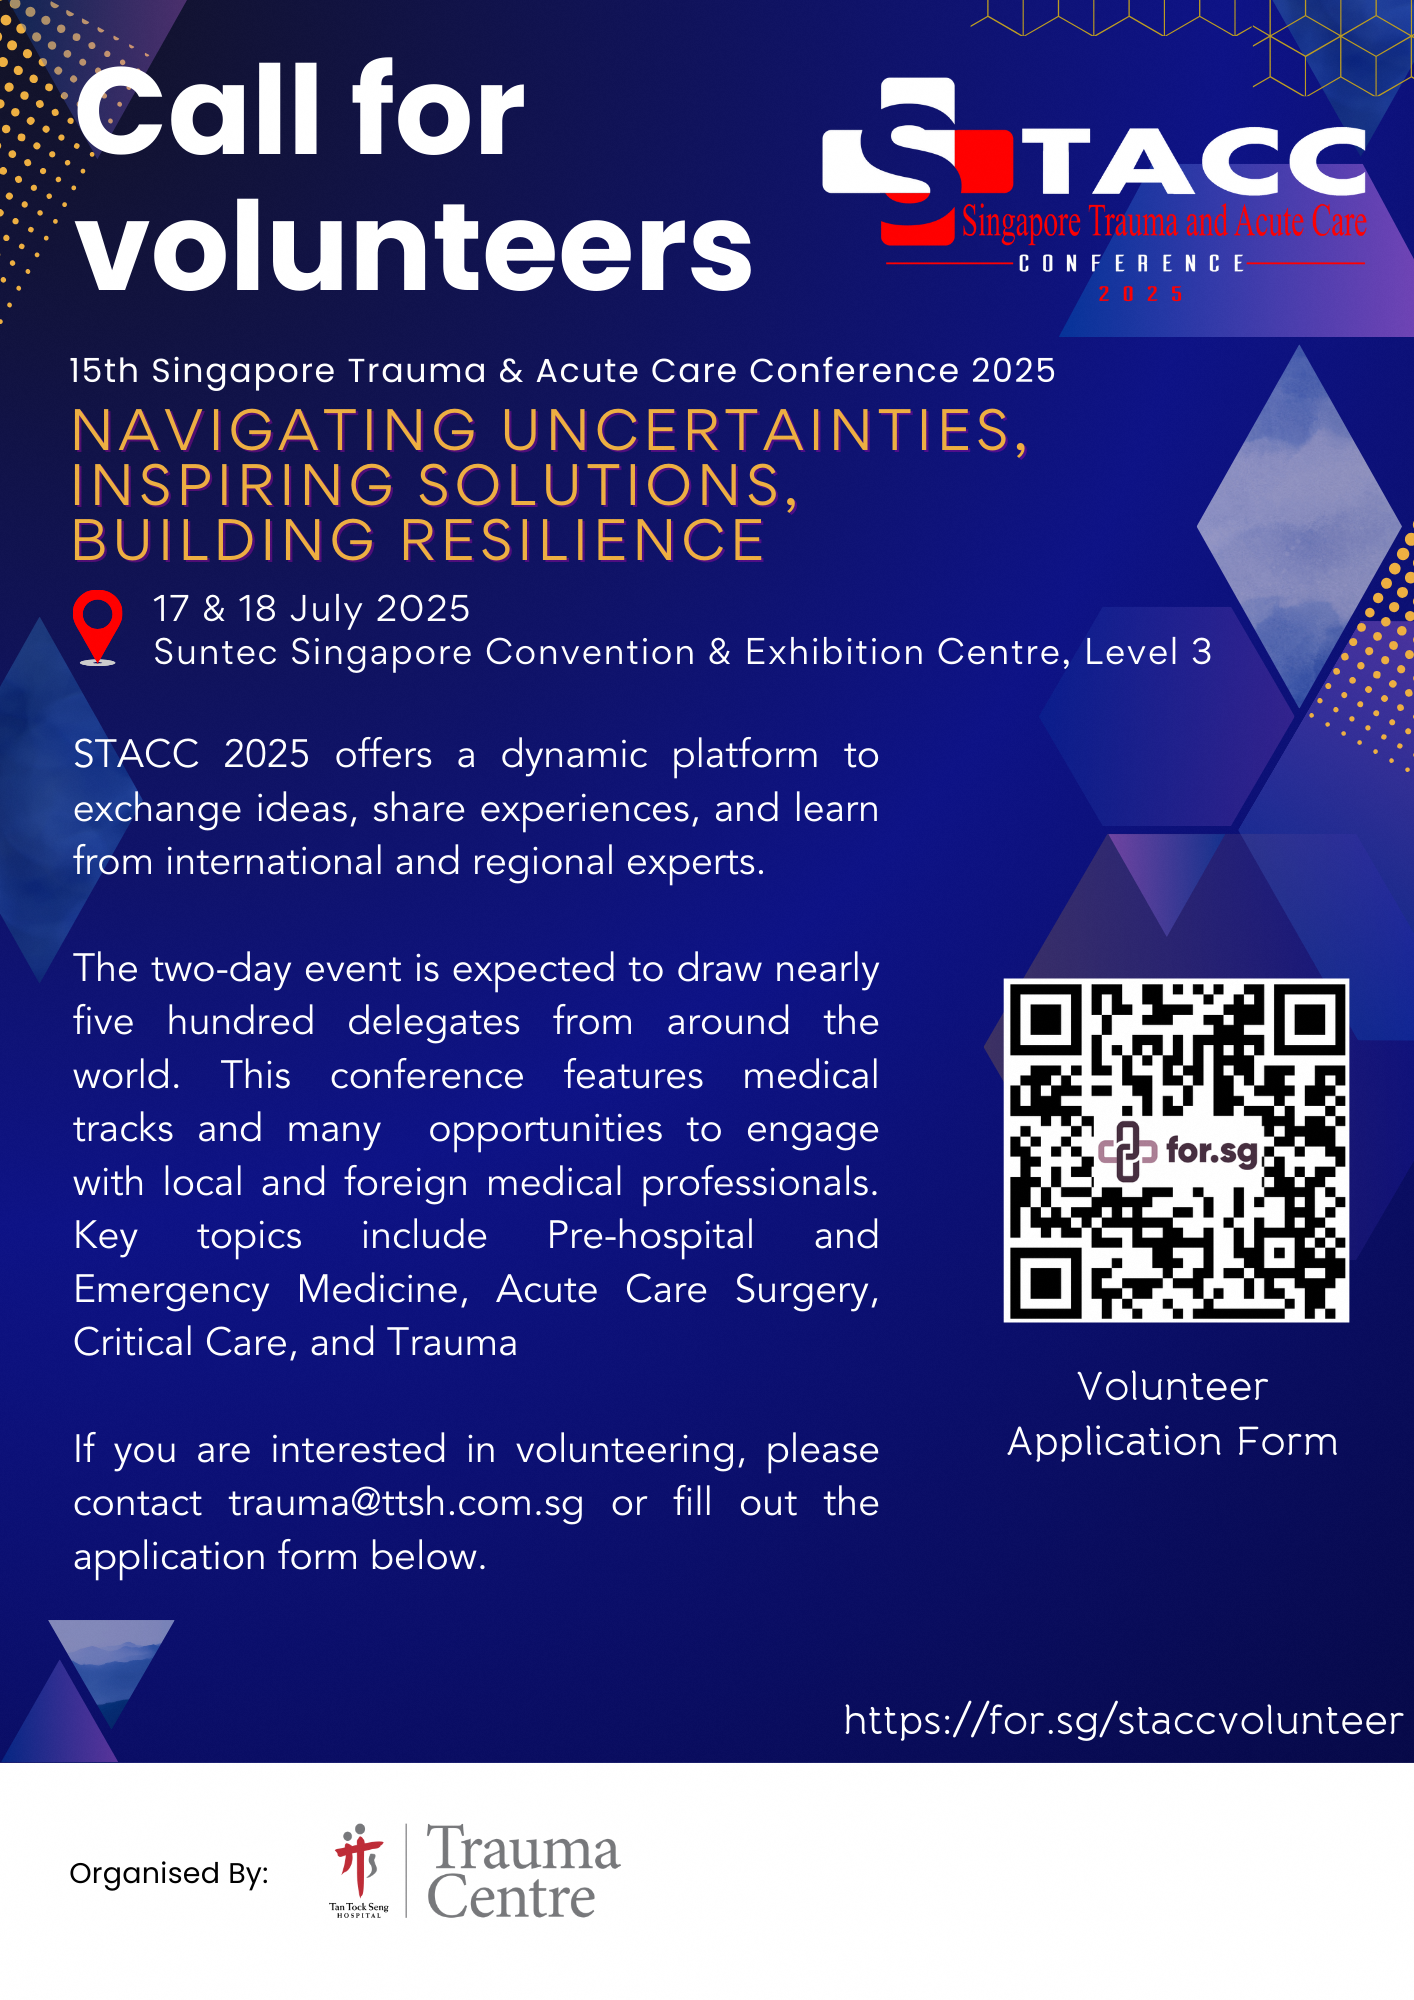 Call for
volunteers
STACC
Singapore Trauma and Acute Care
CONFERENCE
2025
15th Singapore Trauma & Acute Care Conference 2025
NAVIGATING UNCERTAINTIES,
INSPIRING SOLUTIONS,
BUILDING RESILIENCE
17 & 18 July 2025
Suntec Singapore Convention & Exhibition Centre, Level 3
STACC 2025 offers a dynamic platform to
exchange ideas, share experiences, and learn
from international and regional experts.
The two-day event is expected to draw nearly
five hundred delegates from around the
world. This conference features medical
tracks and many opportunities to engage
with local and foreign medical professionals.
Key topics include Pre-hospital and
Emergency Medicine, Acute Care Surgery,
Critical Care, and Trauma
If you are interested in volunteering, please
contact trauma@ttsh.com.sg or fill out the
application form below.
for.sg
Volunteer
Application Form
https://for.sg/staccvolunteer
Organised By:
Tan Tock Seng
HOSPITAL
Trauma
Centre